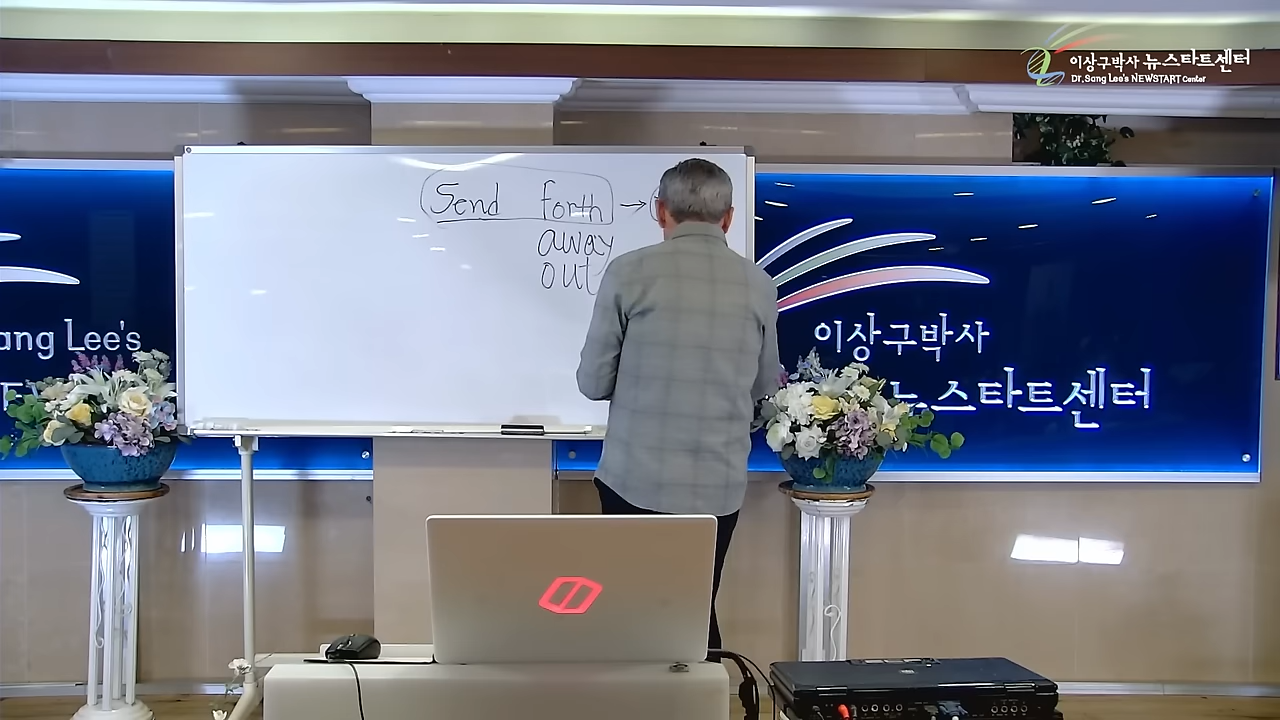 이상구박사 뉴스타트센터
Dr. Sang Lee's NEWSTART Center
Send forth →
away
out
ang Lee's
이상구박사
뉴스타트센터